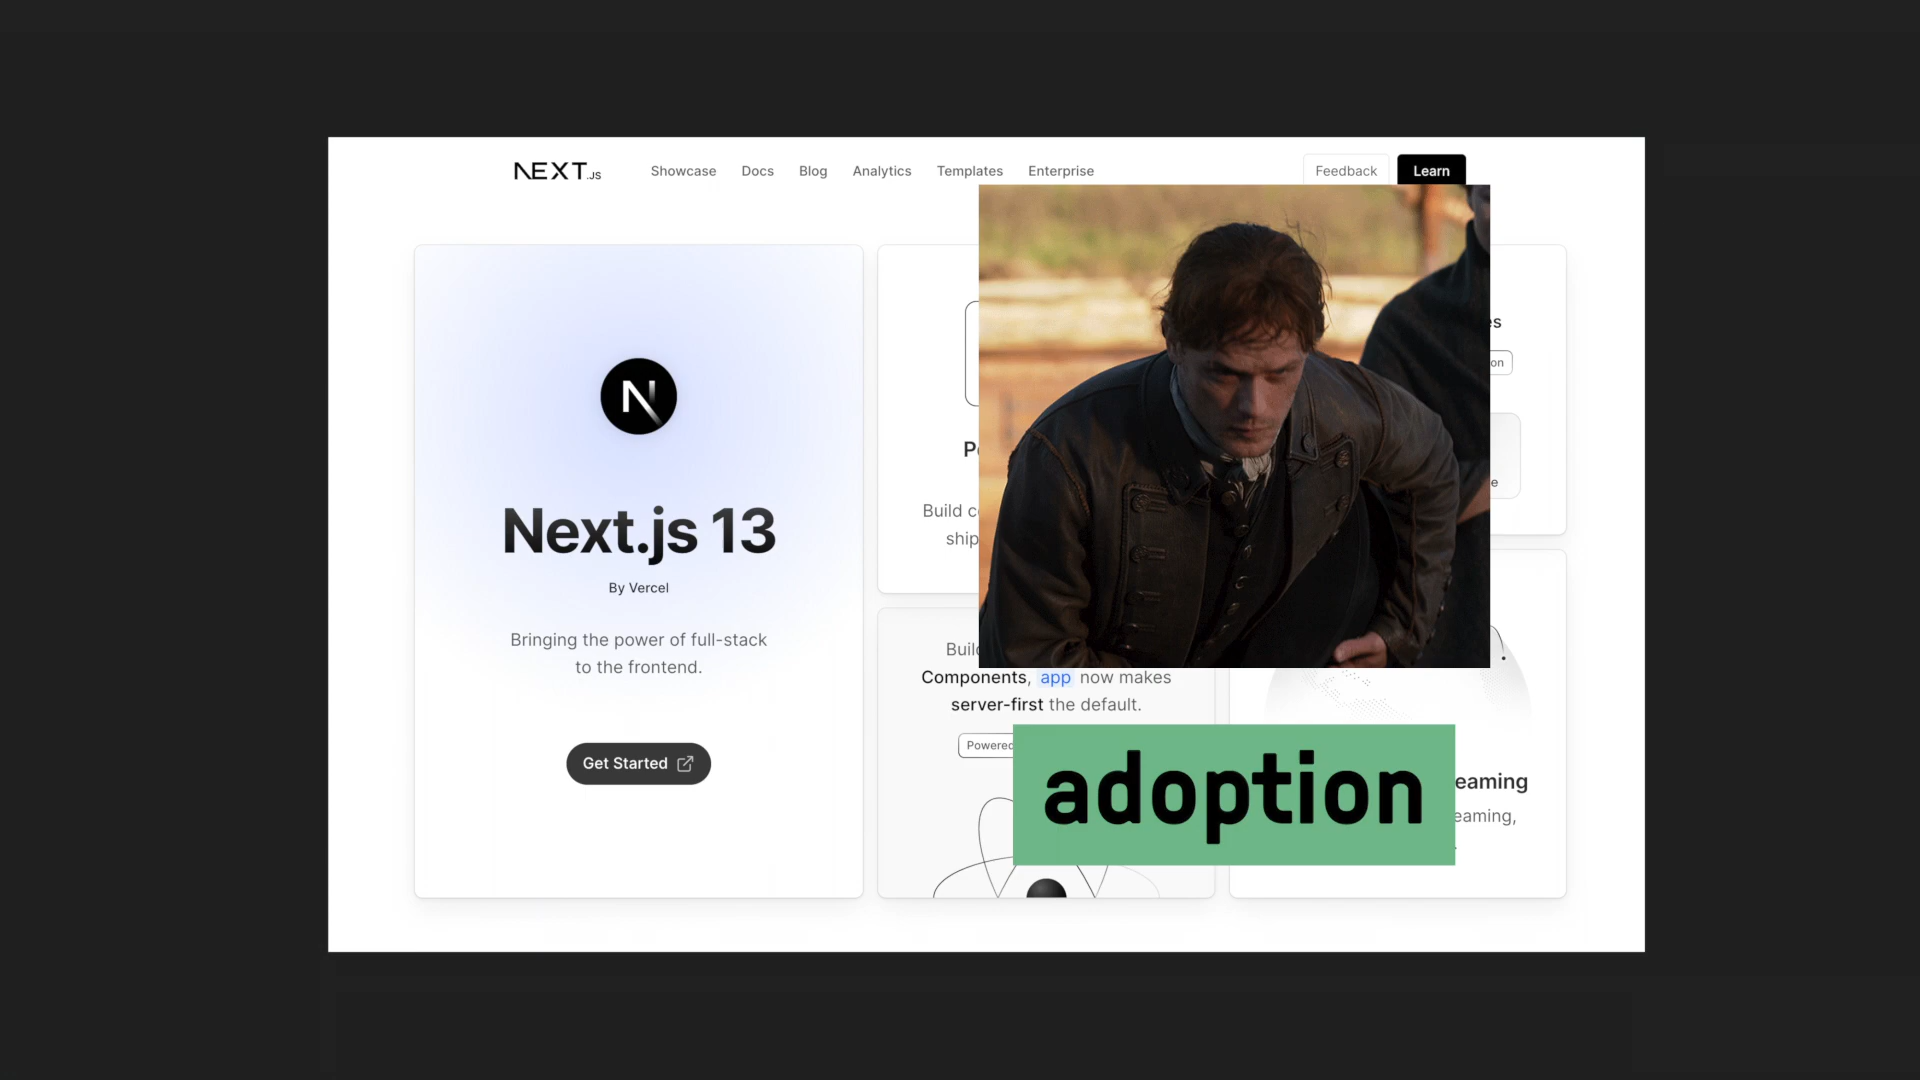 NEXT.JS Showcase Docs Blog Analytics Templates Enterprise Feedback Learn
N
Next.js 13
By Vercel
Bringing the power of full-stack
to the frontend.
Get Started
Build
ship
Components, app now makes
server-first the default.
Powered
adoption
eaming
eaming,